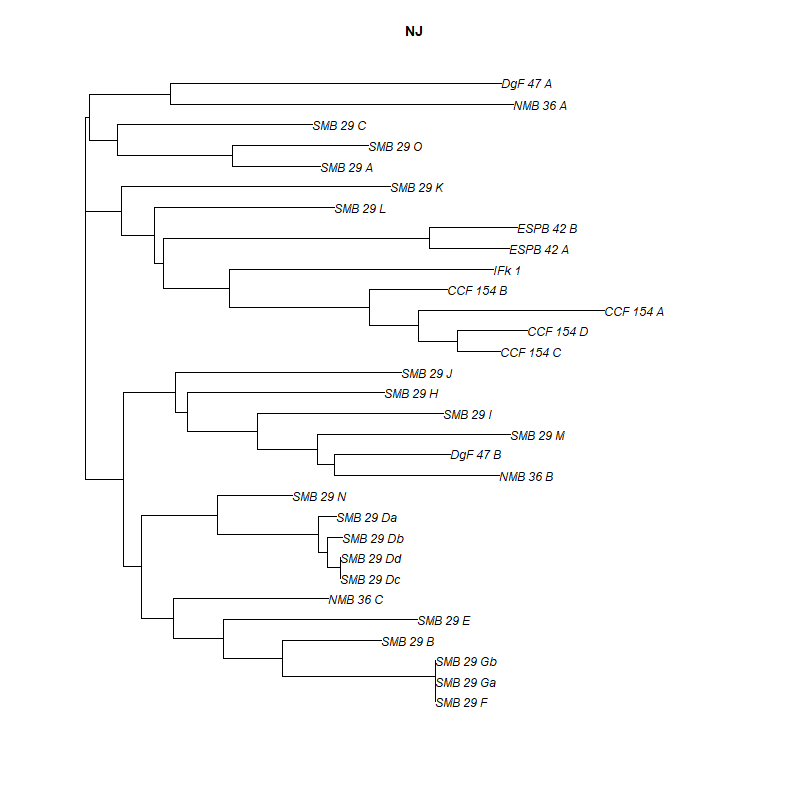 NJ
DgF 47 A
NMB 36 A
SMB 29 C
SMB 29 O
SMB 29 A
SMB 29 K
SMB 29 L
ESPB 42 B
ESPB 42 A
IFk 1
CCF 154 B
CCF 154 A
CCF 154 D
CCF 154 C
SMB 29 J
SMB 29 H
SMB 29 I
SMB 29 M
DgF 47 B
NMB 36 B
SMB 29 N
SMB 29 Da
SMB 29 Db
SMB 29 Dd
SMB 29 Dc
NMB 36 C
SMB 29 E
SMB 29 B
SMB 29 Gb
SMB 29 Ga
SMB 29 F